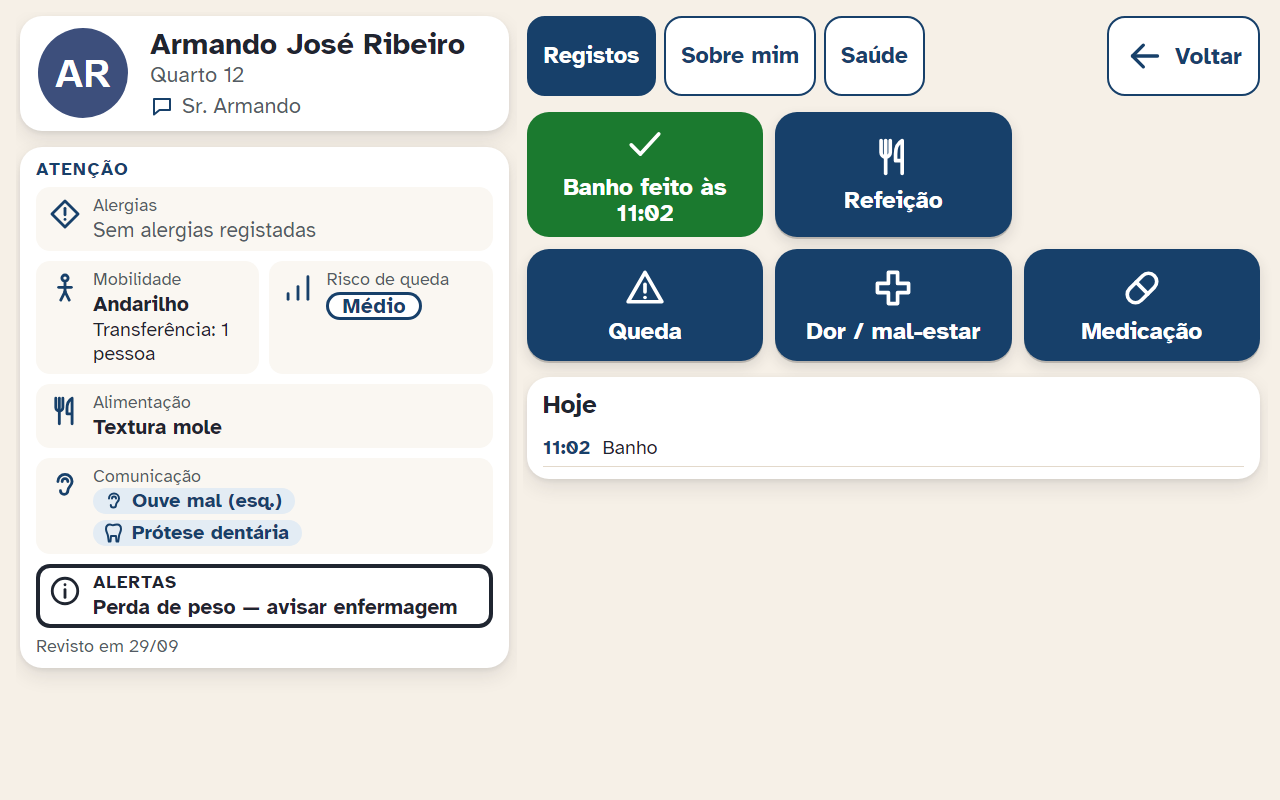 AR
Armando José Ribeiro
Quarto 12
Sr. Armando
ATENÇÃO
Alergias
Sem alergias registadas
Mobilidade
Andarilho
Transferência: 1
pessoa
Risco de queda
Médio
Alimentação
Textura mole
Comunicação
Ouve mal (esq.)
Prótese dentária
ALERTAS
Perda de peso — avisar enfermagem
Revisto em 29/09
Registos
Sobre mim
Saúde
Voltar
Banho feito às
11:02
Refeição
Queda
Dor / mal-estar
Medicação
Hoje
11:02 Banho